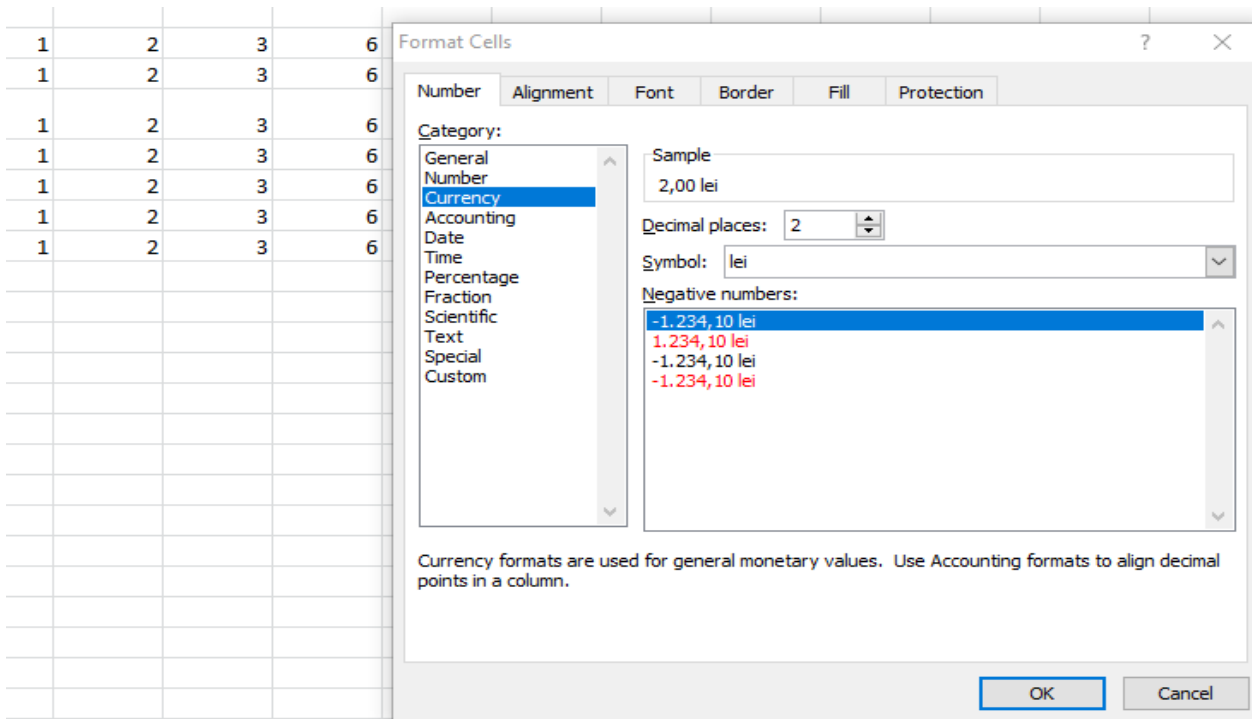 1 2 3 6
1 2 3 6
1 2 3 6
1 2 3 6
1 2 3 6
1 2 3 6
1 2 3 6
Format Cells ? ×
Number Alignment Font Border Fill Protection
Category:
General
Number
Currency
Accounting
Date
Time
Percentage
Fraction
Scientific
Text
Special
Custom
Sample
2,00 lei
Decimal places: 2
Symbol: lei
Negative numbers:
-1.234,10 lei
1.234,10 lei
-1.234,10 lei
-1.234,10 lei
Currency formats are used for general monetary values.  Use Accounting formats to align decimal
points in a column.
OK Cancel